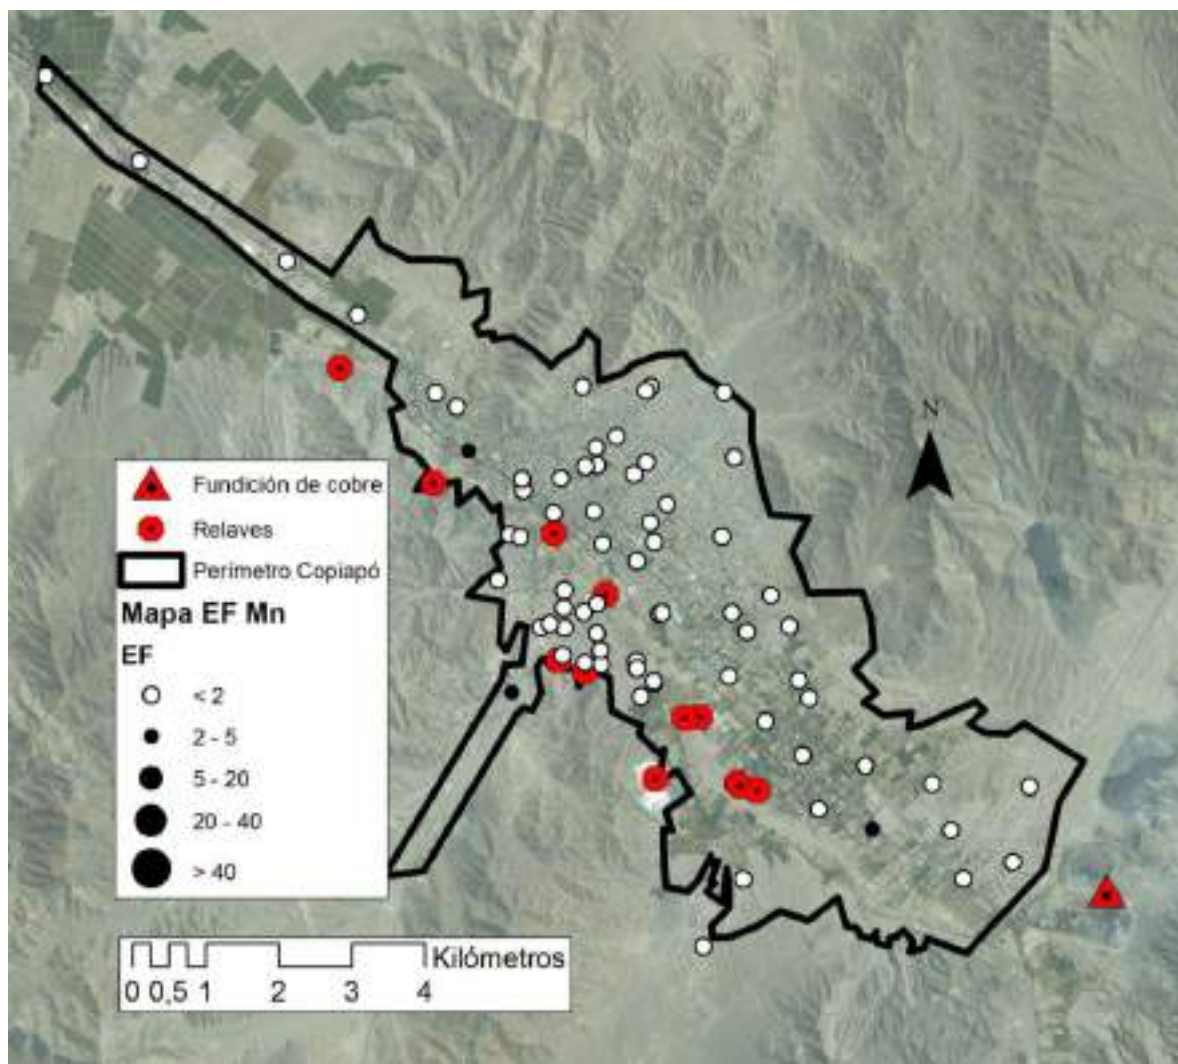 N
Fundición de cobre
Relaves
Perímetro Copiapó
Mapa EF Mn
EF
< 2
2 - 5
5 - 20
20 - 40
> 40
Kilómetros
0 0,5 1 2 3 4